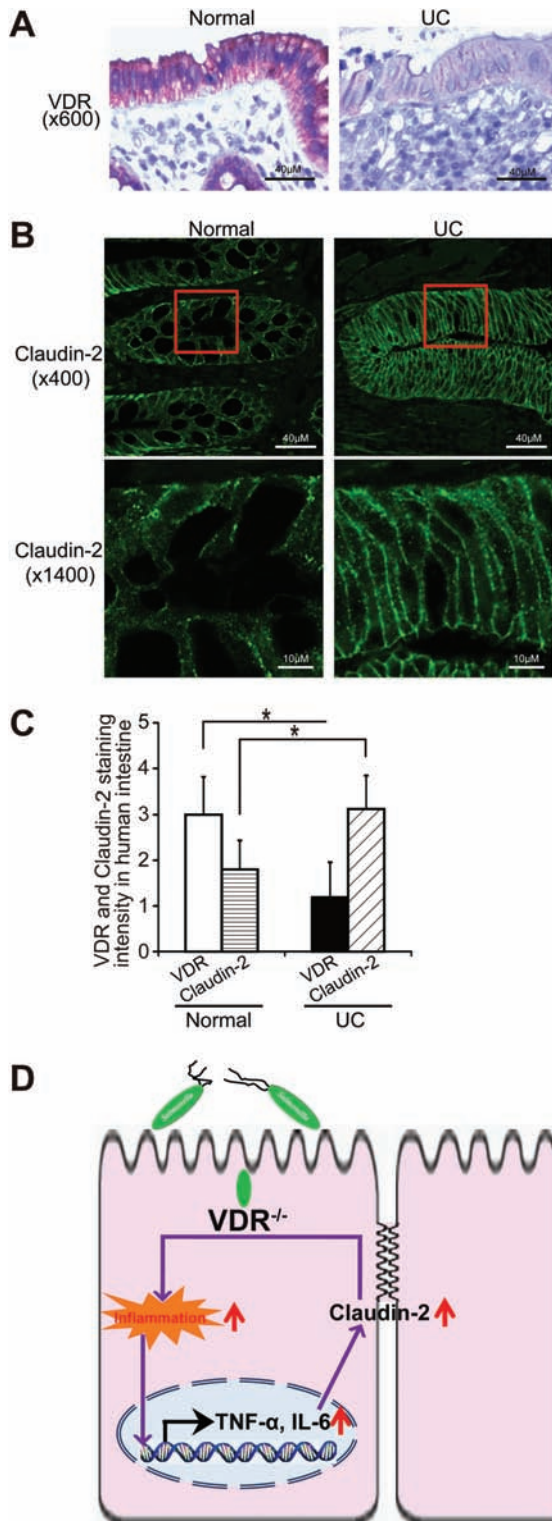 A
Normal
UC
VDR
(x600)
40µM
40µM
B
Normal
UC
Claudin-2
(x400)
40µM
40µM
Claudin-2
(x1400)
10µM
10µM
C
VDR and Claudin-2 staining
intensity in human intestine
5
4
3
2
1
0
*
*
VDR
Claudin-2
VDR
Claudin-2
Normal
UC
D
VDR-/-
Inflammation
Claudin-2
TNF-α, IL-6